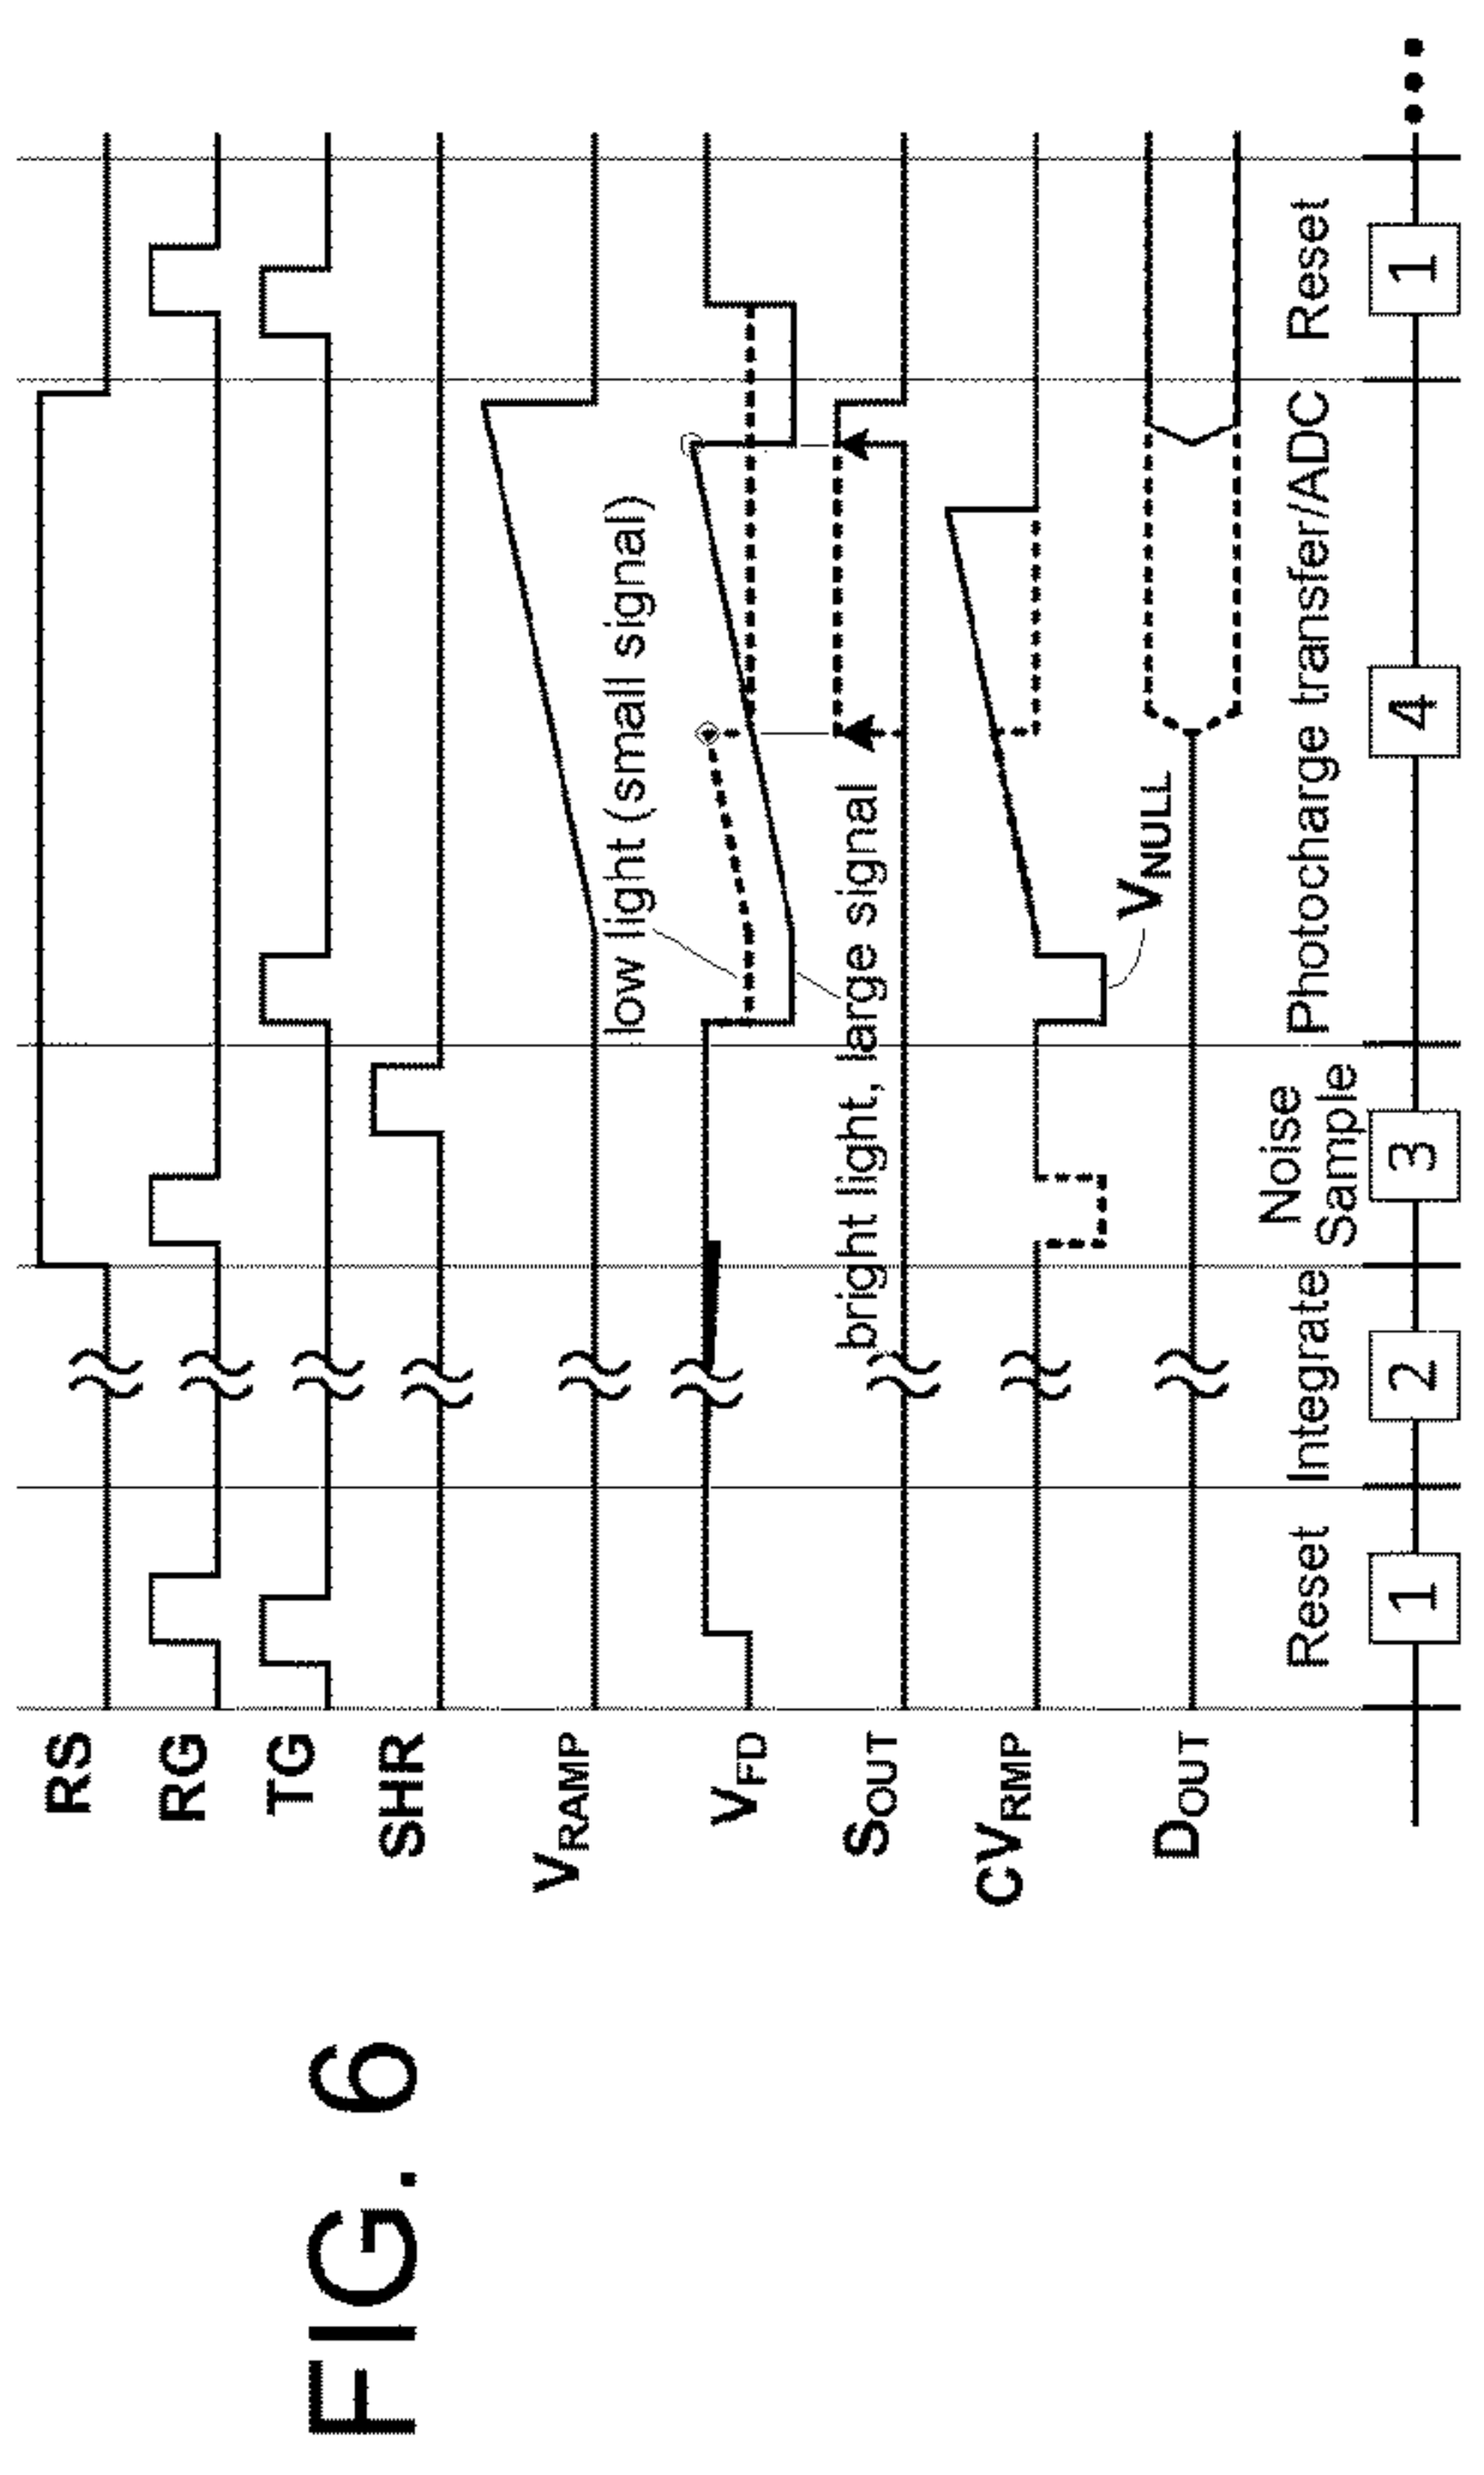 RS
RG
TG
SHR
VRAMP
VFD
SOUT
CVRMP
DOUT
low light (small signal)
bright light, large signal
VNULL
Reset
Integrate
Noise
Sample
Photocharge transfer/ADC
Reset
1
2
3
4
1
FIG. 6